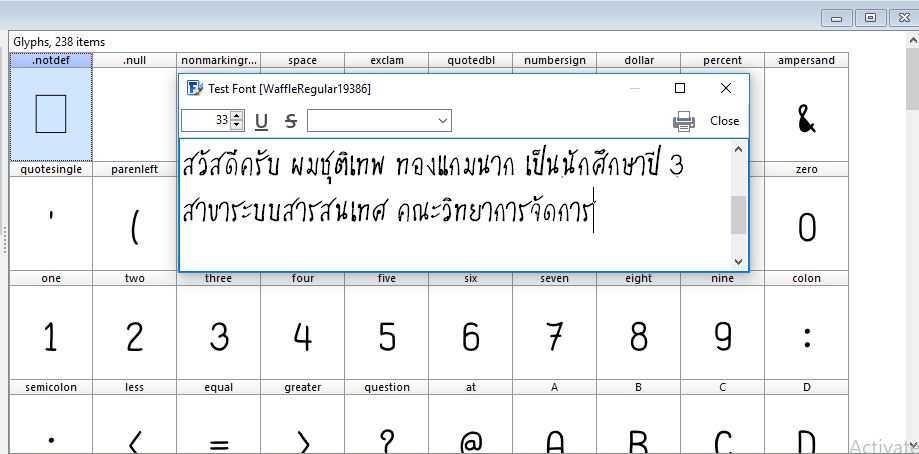 Glyphs, 238 items
.notdef .null nonmarkingr... space exclam quotedbl numbersign dollar percent ampersand
Test Font [WaffleRegular19386]
33 U S Close
&
สวัสดีครับ ผมชุติเทพ ทองแกมนาก เป็นนักศึกษาปี 3
สาขาระบบสารสนเทศ คณะวิทยาการจัดการ
quotesingle parenleft zero
' ( 0
one two three four five six seven eight nine colon
1 2 3 4 5 6 7 8 9 :
semicolon less equal greater question at A B C D
; < = > ? @ A B C D
Activate